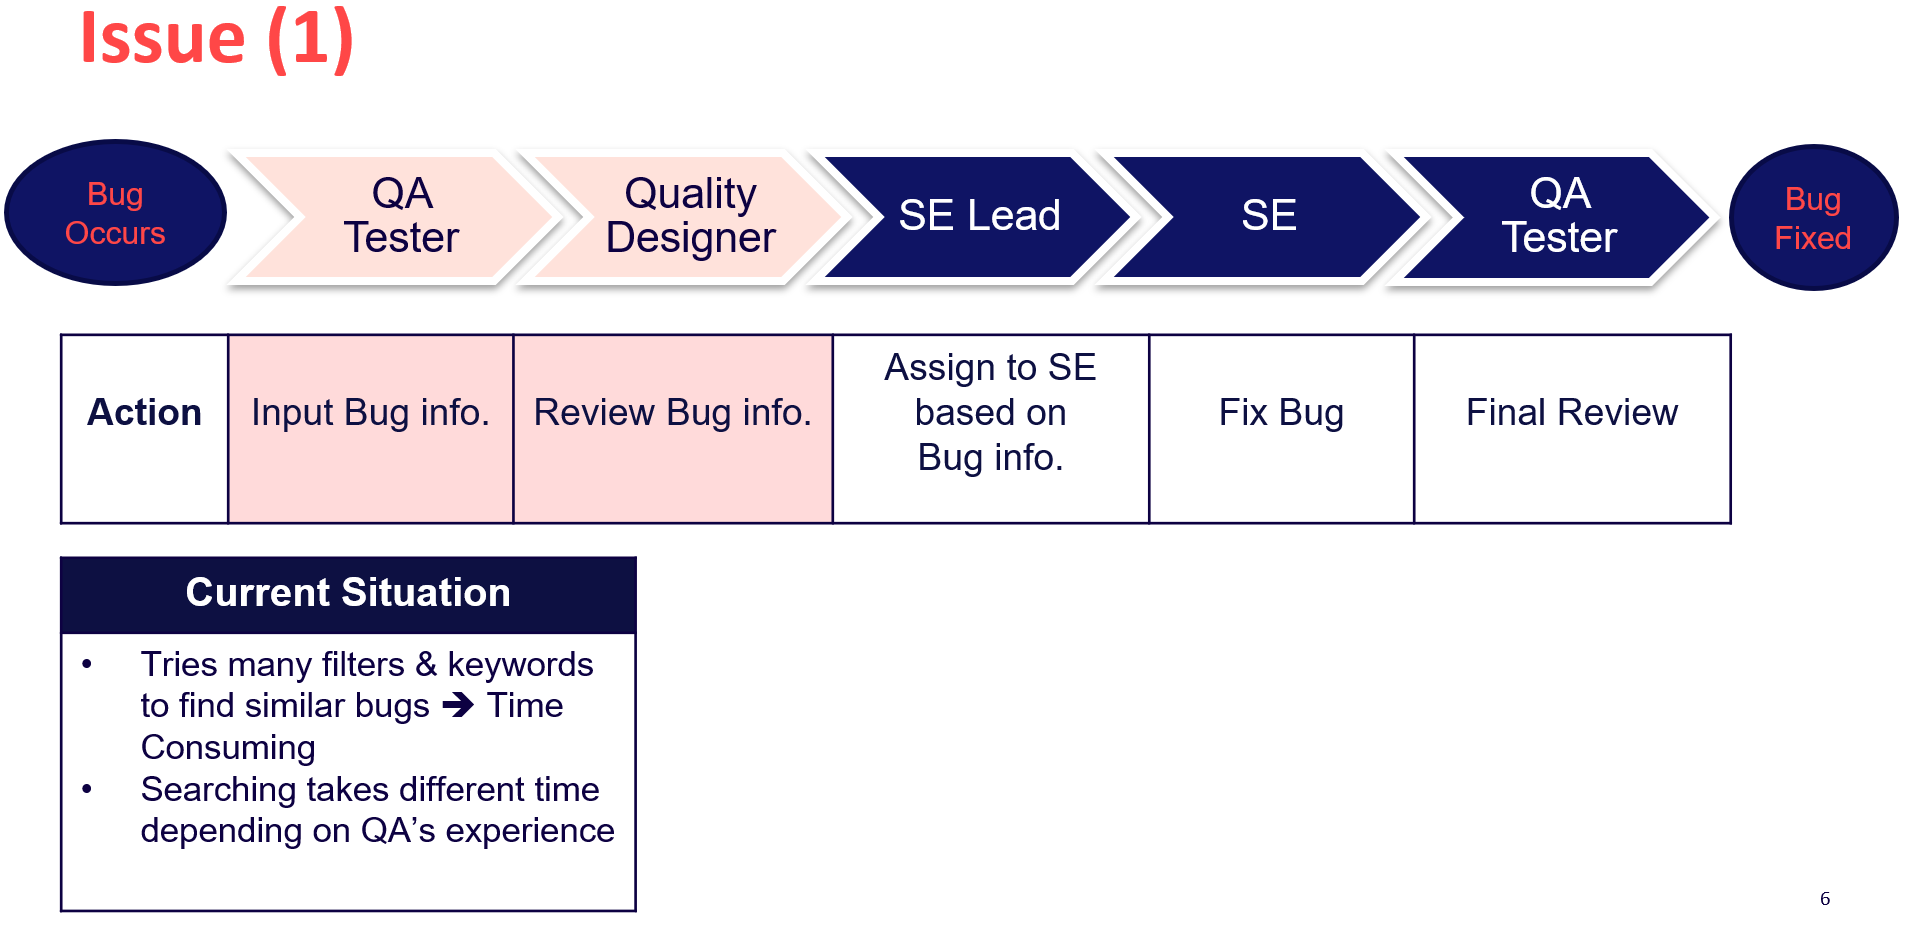 Issue (1)
Bug
Occurs
QA
Tester
Quality
Designer
SE Lead
SE
QA
Tester
Bug
Fixed
Action
Input Bug info.
Review Bug info.
Assign to SE
based on
Bug info.
Fix Bug
Final Review
Current Situation
• Tries many filters & keywords
to find similar bugs ➔ Time
Consuming
• Searching takes different time
depending on QA’s experience
6